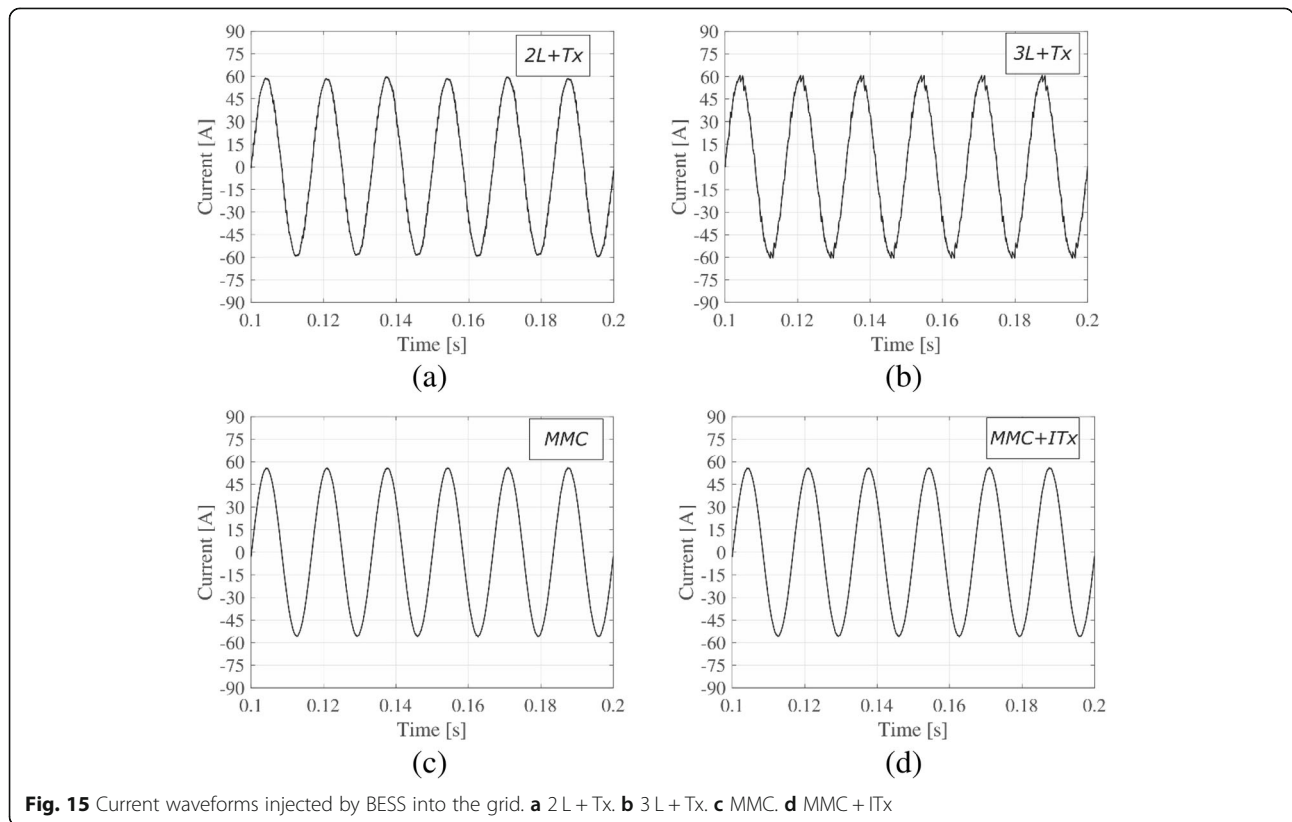 90
75
60
45
30
15
0
-15
-30
-45
-60
-75
-90
Current [A]
2L+Tx
0.1 0.12 0.14 0.16 0.18 0.2
Time [s]
(a)
90
75
60
45
30
15
0
-15
-30
-45
-60
-75
-90
Current [A]
3L+Tx
0.1 0.12 0.14 0.16 0.18 0.2
Time [s]
(b)
90
75
60
45
30
15
0
-15
-30
-45
-60
-75
-90
Current [A]
MMC
0.1 0.12 0.14 0.16 0.18 0.2
Time [s]
(c)
90
75
60
45
30
15
0
-15
-30
-45
-60
-75
-90
Current [A]
MMC+ITx
0.1 0.12 0.14 0.16 0.18 0.2
Time [s]
(d)
Fig. 15 Current waveforms injected by BESS into the grid. a 2 L + Tx. b 3 L + Tx. c MMC. d MMC + ITx